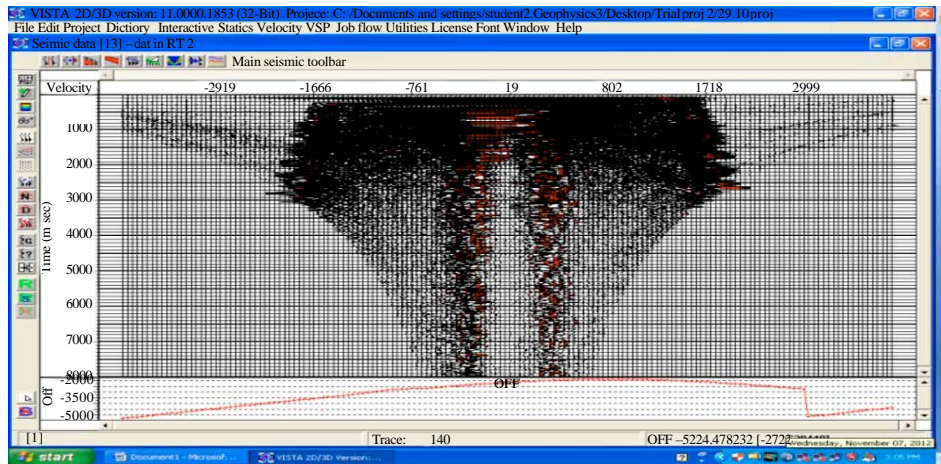 VISTA 2D/3D version: 11.0000.1853 (32-Bit) Projece: C: /Documents and settings/student2.Geophysics3/Desktop/Trial proj 2/29.10proj
File Edit Project Dictiory Interactive Statics Velocity VSP Job flow Utilities License Font Window Help
Seimic data [13] – dat in RT 2
Main seismic toolbar
Velocity -2919 -1666 -761 19 802 1718 2999
1000
2000
3000
4000
5000
6000
7000
8000
Time (m sec)
OFF
-2000
-3500
-5000
Off
[1] Trace: 140 OFF –5224.478232 [-2722
Wednesday, November 07, 2012
start Document1 - Microsof... VISTA 2D/3D Version:... 3:05 PM